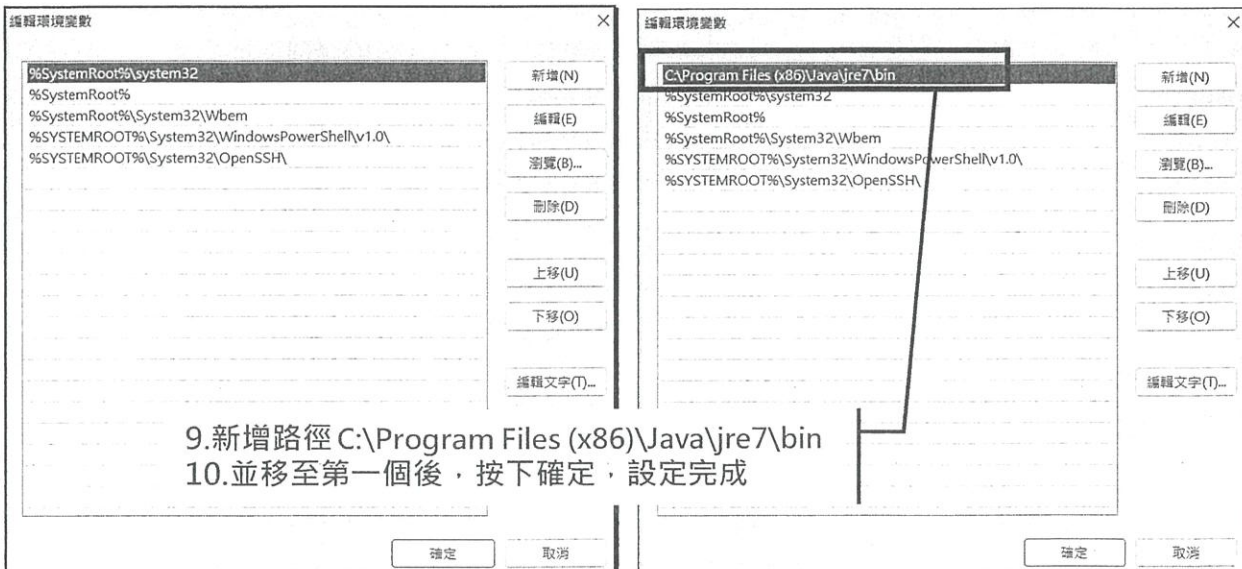 編輯環境變數
%SystemRoot%\system32
%SystemRoot%
%SystemRoot%\System32\Wbem
%SYSTEMROOT%\System32\WindowsPowerShell\v1.0\
%SYSTEMROOT%\System32\OpenSSH\
新增(N)
編輯(E)
瀏覽(B)...
刪除(D)
上移(U)
下移(O)
編輯文字(T)...
確定
取消
編輯環境變數
C:\Program Files (x86)\Java\jre7\bin
%SystemRoot%\system32
%SystemRoot%
%SystemRoot%\System32\Wbem
%SYSTEMROOT%\System32\WindowsPowerShell\v1.0\
%SYSTEMROOT%\System32\OpenSSH\
新增(N)
編輯(E)
瀏覽(B)...
刪除(D)
上移(U)
下移(O)
編輯文字(T)...
確定
取消
9.新增路徑 C:\Program Files (x86)\Java\jre7\bin
10.並移至第一個後，按下確定，設定完成